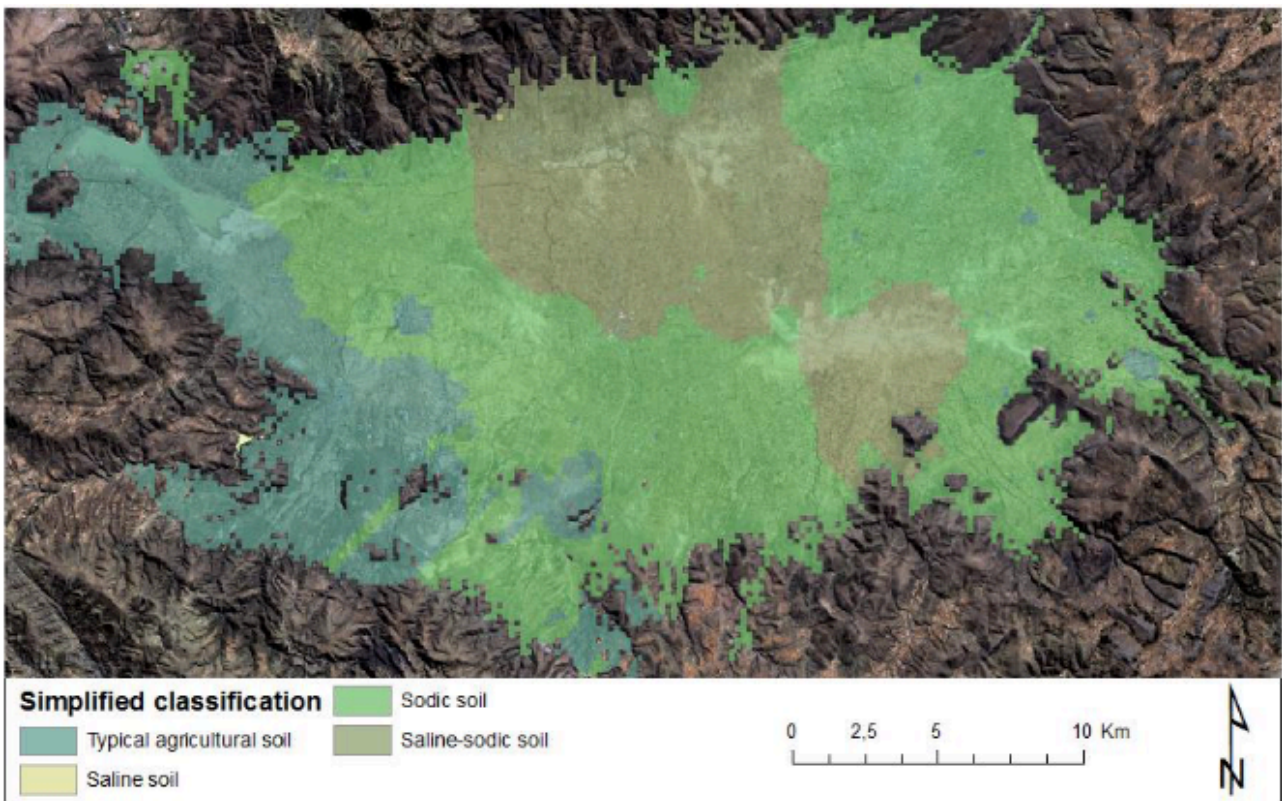 Simplified classification
Typical agricultural soil
Saline soil
Sodic soil
Saline-sodic soil
0 2,5 5 10 Km
N